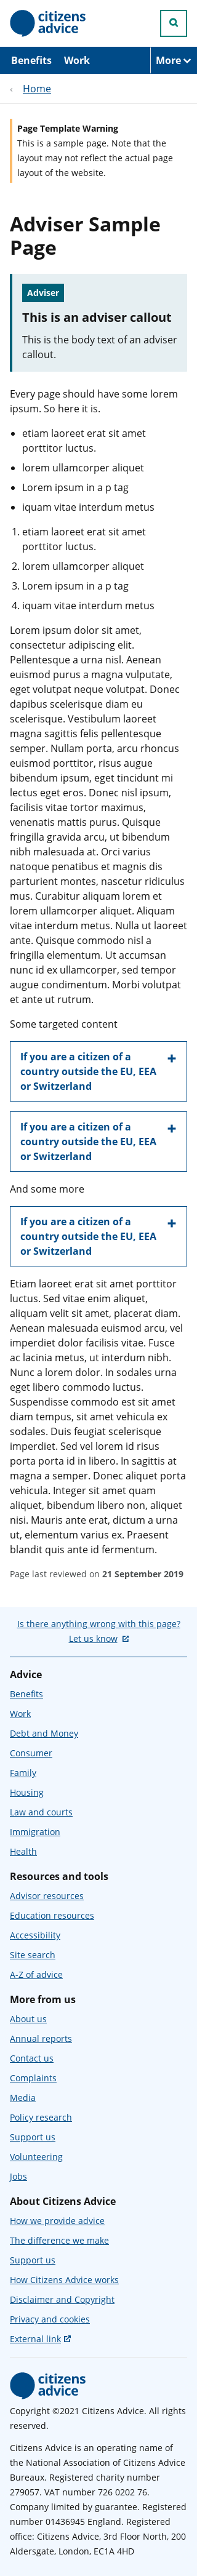 citizens
advice
Benefits Work More
‹ Home
Page Template Warning
This is a sample page. Note that the
layout may not reflect the actual page
layout of the website.
Adviser Sample
Page
Adviser
This is an adviser callout
This is the body text of an adviser
callout.
Every page should have some lorem
ipsum. So here it is.
• etiam laoreet erat sit amet
porttitor luctus.
• lorem ullamcorper aliquet
• Lorem ipsum in a p tag
• iquam vitae interdum metus
1. etiam laoreet erat sit amet
porttitor luctus.
2. lorem ullamcorper aliquet
3. Lorem ipsum in a p tag
4. iquam vitae interdum metus
Lorem ipsum dolor sit amet,
consectetur adipiscing elit.
Pellentesque a urna nisl. Aenean
euismod purus a magna vulputate,
eget volutpat neque volutpat. Donec
dapibus scelerisque diam eu
scelerisque. Vestibulum laoreet
magna sagittis felis pellentesque
semper. Nullam porta, arcu rhoncus
euismod porttitor, risus augue
bibendum ipsum, eget tincidunt mi
lectus eget eros. Donec nisl ipsum,
facilisis vitae tortor maximus,
venenatis mattis purus. Quisque
fringilla gravida arcu, ut bibendum
nibh malesuada at. Orci varius
natoque penatibus et magnis dis
parturient montes, nascetur ridiculus
mus. Curabitur aliquam lorem et
lorem ullamcorper aliquet. Aliquam
vitae interdum metus. Nulla ut laoreet
ante. Quisque commodo nisl a
fringilla elementum. Ut accumsan
nunc id ex ullamcorper, sed tempor
augue condimentum. Morbi volutpat
et ante ut rutrum.
Some targeted content
If you are a citizen of a
country outside the EU, EEA
or Switzerland
If you are a citizen of a
country outside the EU, EEA
or Switzerland
And some more
If you are a citizen of a
country outside the EU, EEA
or Switzerland
Etiam laoreet erat sit amet porttitor
luctus. Sed vitae enim aliquet,
aliquam velit sit amet, placerat diam.
Aenean malesuada euismod arcu, vel
imperdiet dolor facilisis vitae. Fusce
ac lacinia metus, ut interdum nibh.
Nunc a lorem dolor. In sodales urna
eget libero commodo luctus.
Suspendisse commodo est sit amet
diam tempus, sit amet vehicula ex
sodales. Duis feugiat scelerisque
imperdiet. Sed vel lorem id risus
porta porta id in libero. In sagittis at
magna a semper. Donec aliquet porta
vehicula. Integer sit amet quam
aliquet, bibendum libero non, aliquet
nisi. Mauris ante erat, dictum a urna
ut, elementum varius ex. Praesent
blandit quis ante id fermentum.
Page last reviewed on 21 September 2019
Is there anything wrong with this page?
Let us know
Advice
Benefits
Work
Debt and Money
Consumer
Family
Housing
Law and courts
Immigration
Health
Resources and tools
Advisor resources
Education resources
Accessibility
Site search
A-Z of advice
More from us
About us
Annual reports
Contact us
Complaints
Media
Policy research
Support us
Volunteering
Jobs
About Citizens Advice
How we provide advice
The difference we make
Support us
How Citizens Advice works
Disclaimer and Copyright
Privacy and cookies
External link
citizens
advice
Copyright ©2021 Citizens Advice. All rights
reserved.
Citizens Advice is an operating name of
the National Association of Citizens Advice
Bureaux. Registered charity number
279057. VAT number 726 0202 76.
Company limited by guarantee. Registered
number 01436945 England. Registered
office: Citizens Advice, 3rd Floor North, 200
Aldersgate, London, EC1A 4HD